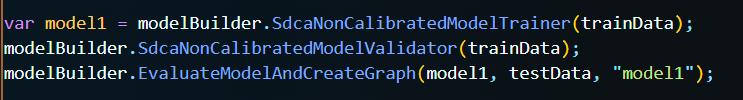 var model1 = modelBuilder.SdcaNonCalibratedModelTrainer(trainData);
modelBuilder.SdcaNonCalibratedModelValidator(trainData);
modelBuilder.EvaluateModelAndCreateGraph(model1, testData, "model1");